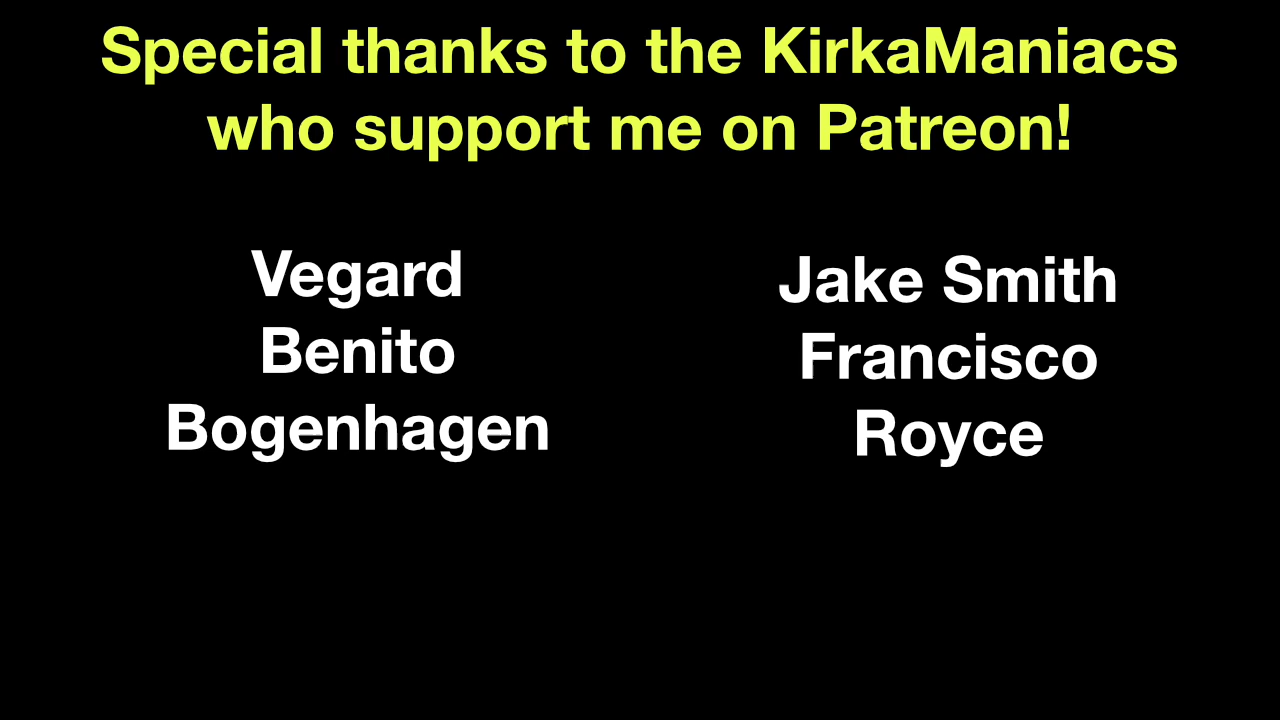 Special thanks to the KirkaManiacs
who support me on Patreon!
Vegard
Benito
Bogenhagen
Jake Smith
Francisco
Royce